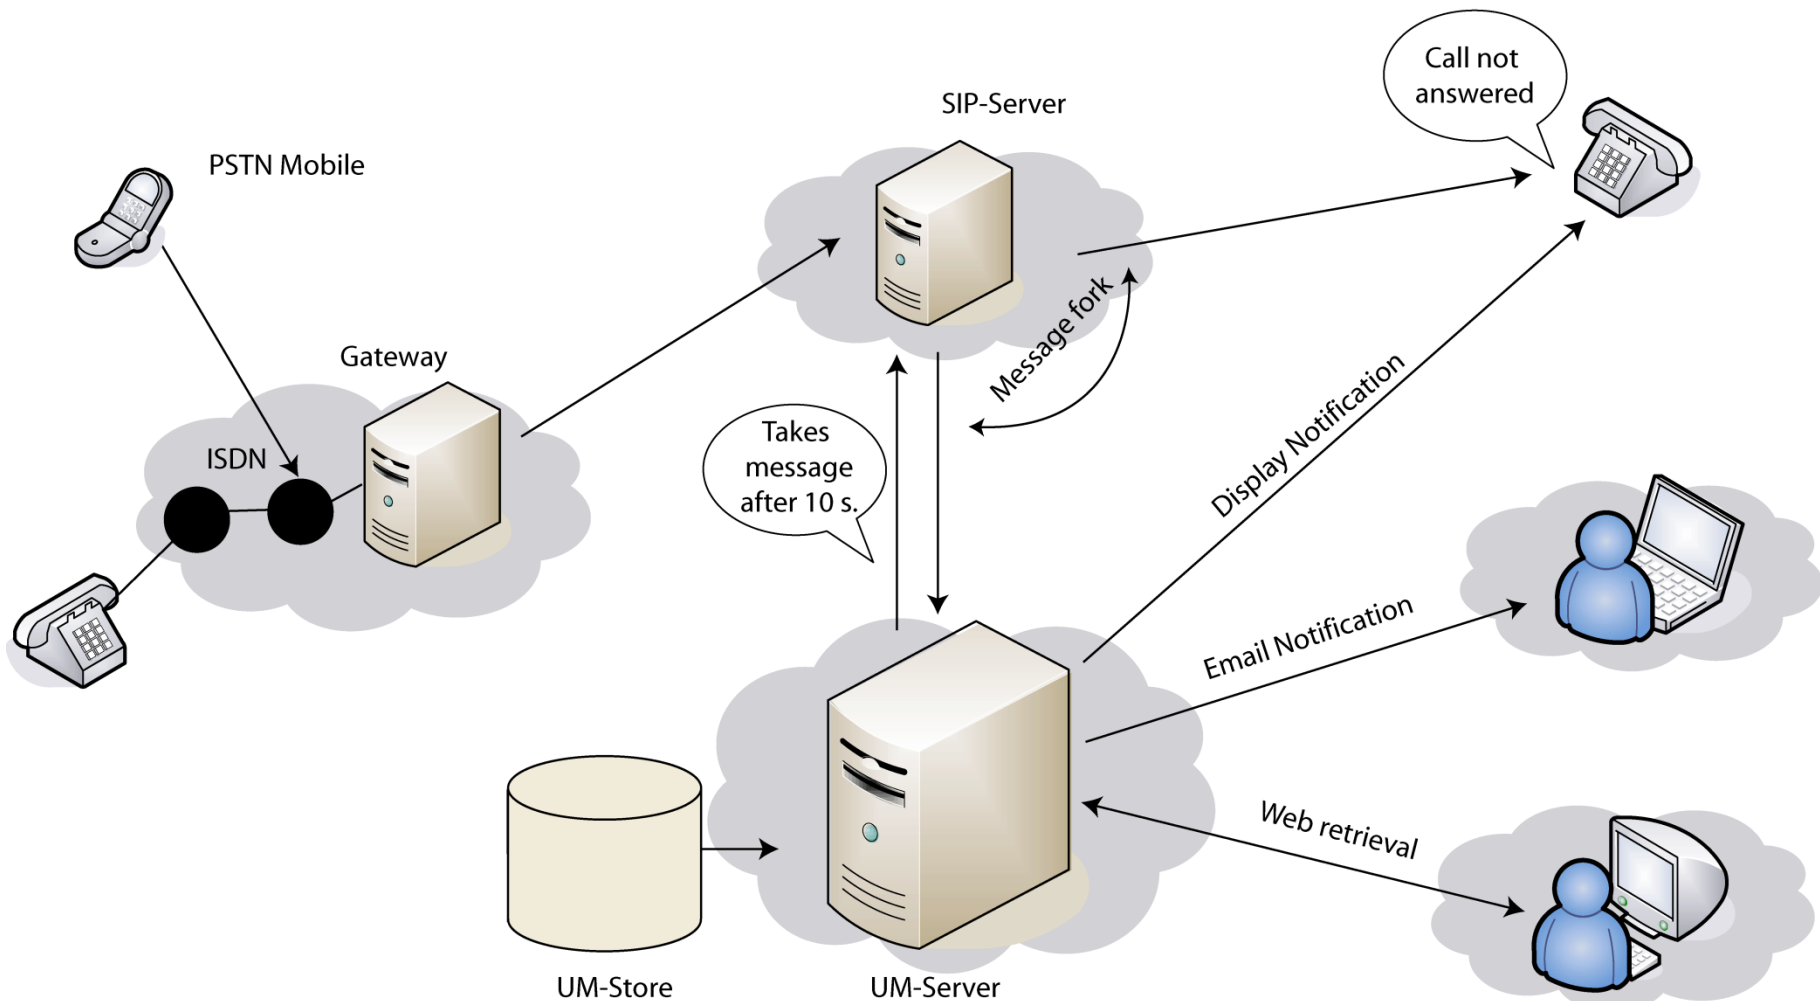 Call not
answered
SIP-Server
PSTN Mobile
Message fork
Gateway
Display Notification
Takes
message
after 10 s.
ISDN
Email Notification
Web retrieval
UM-Store
UM-Server